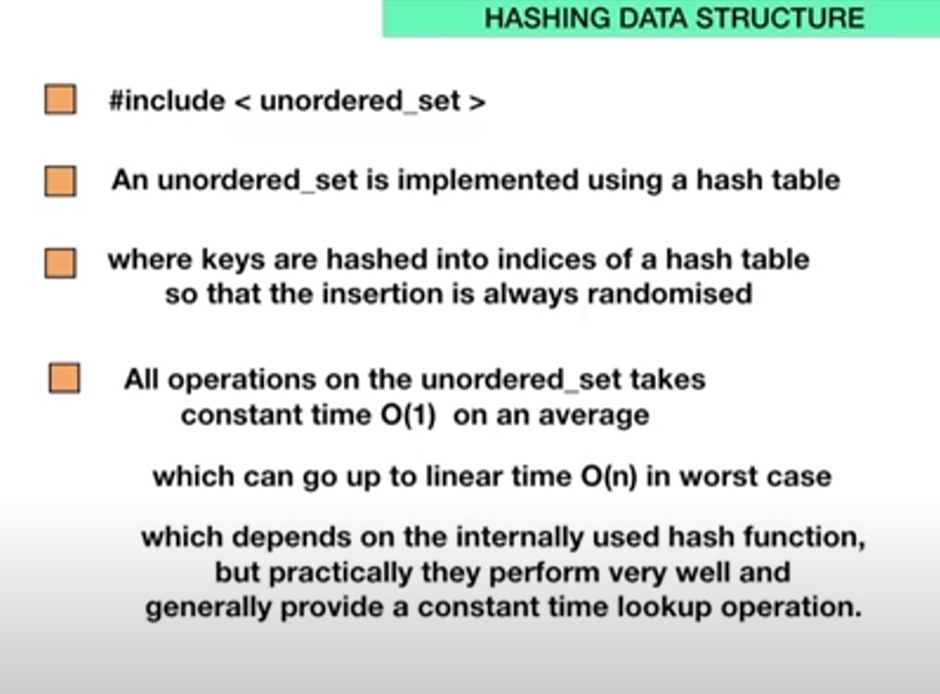 HASHING DATA STRUCTURE
#include < unordered_set >
An unordered_set is implemented using a hash table
where keys are hashed into indices of a hash table
so that the insertion is always randomised
All operations on the unordered_set takes
constant time O(1) on an average
which can go up to linear time O(n) in worst case
which depends on the internally used hash function,
but practically they perform very well and
generally provide a constant time lookup operation.